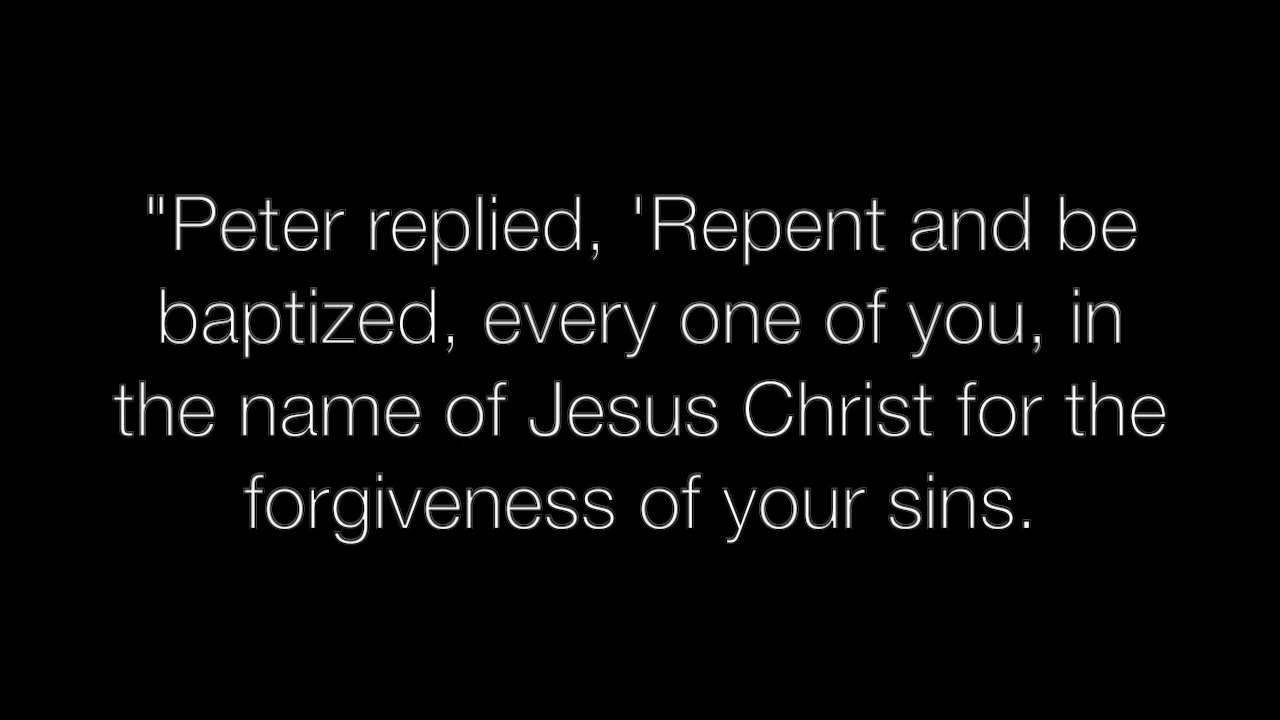 "Peter replied, 'Repent and be
baptized, every one of you, in
the name of Jesus Christ for the
forgiveness of your sins.